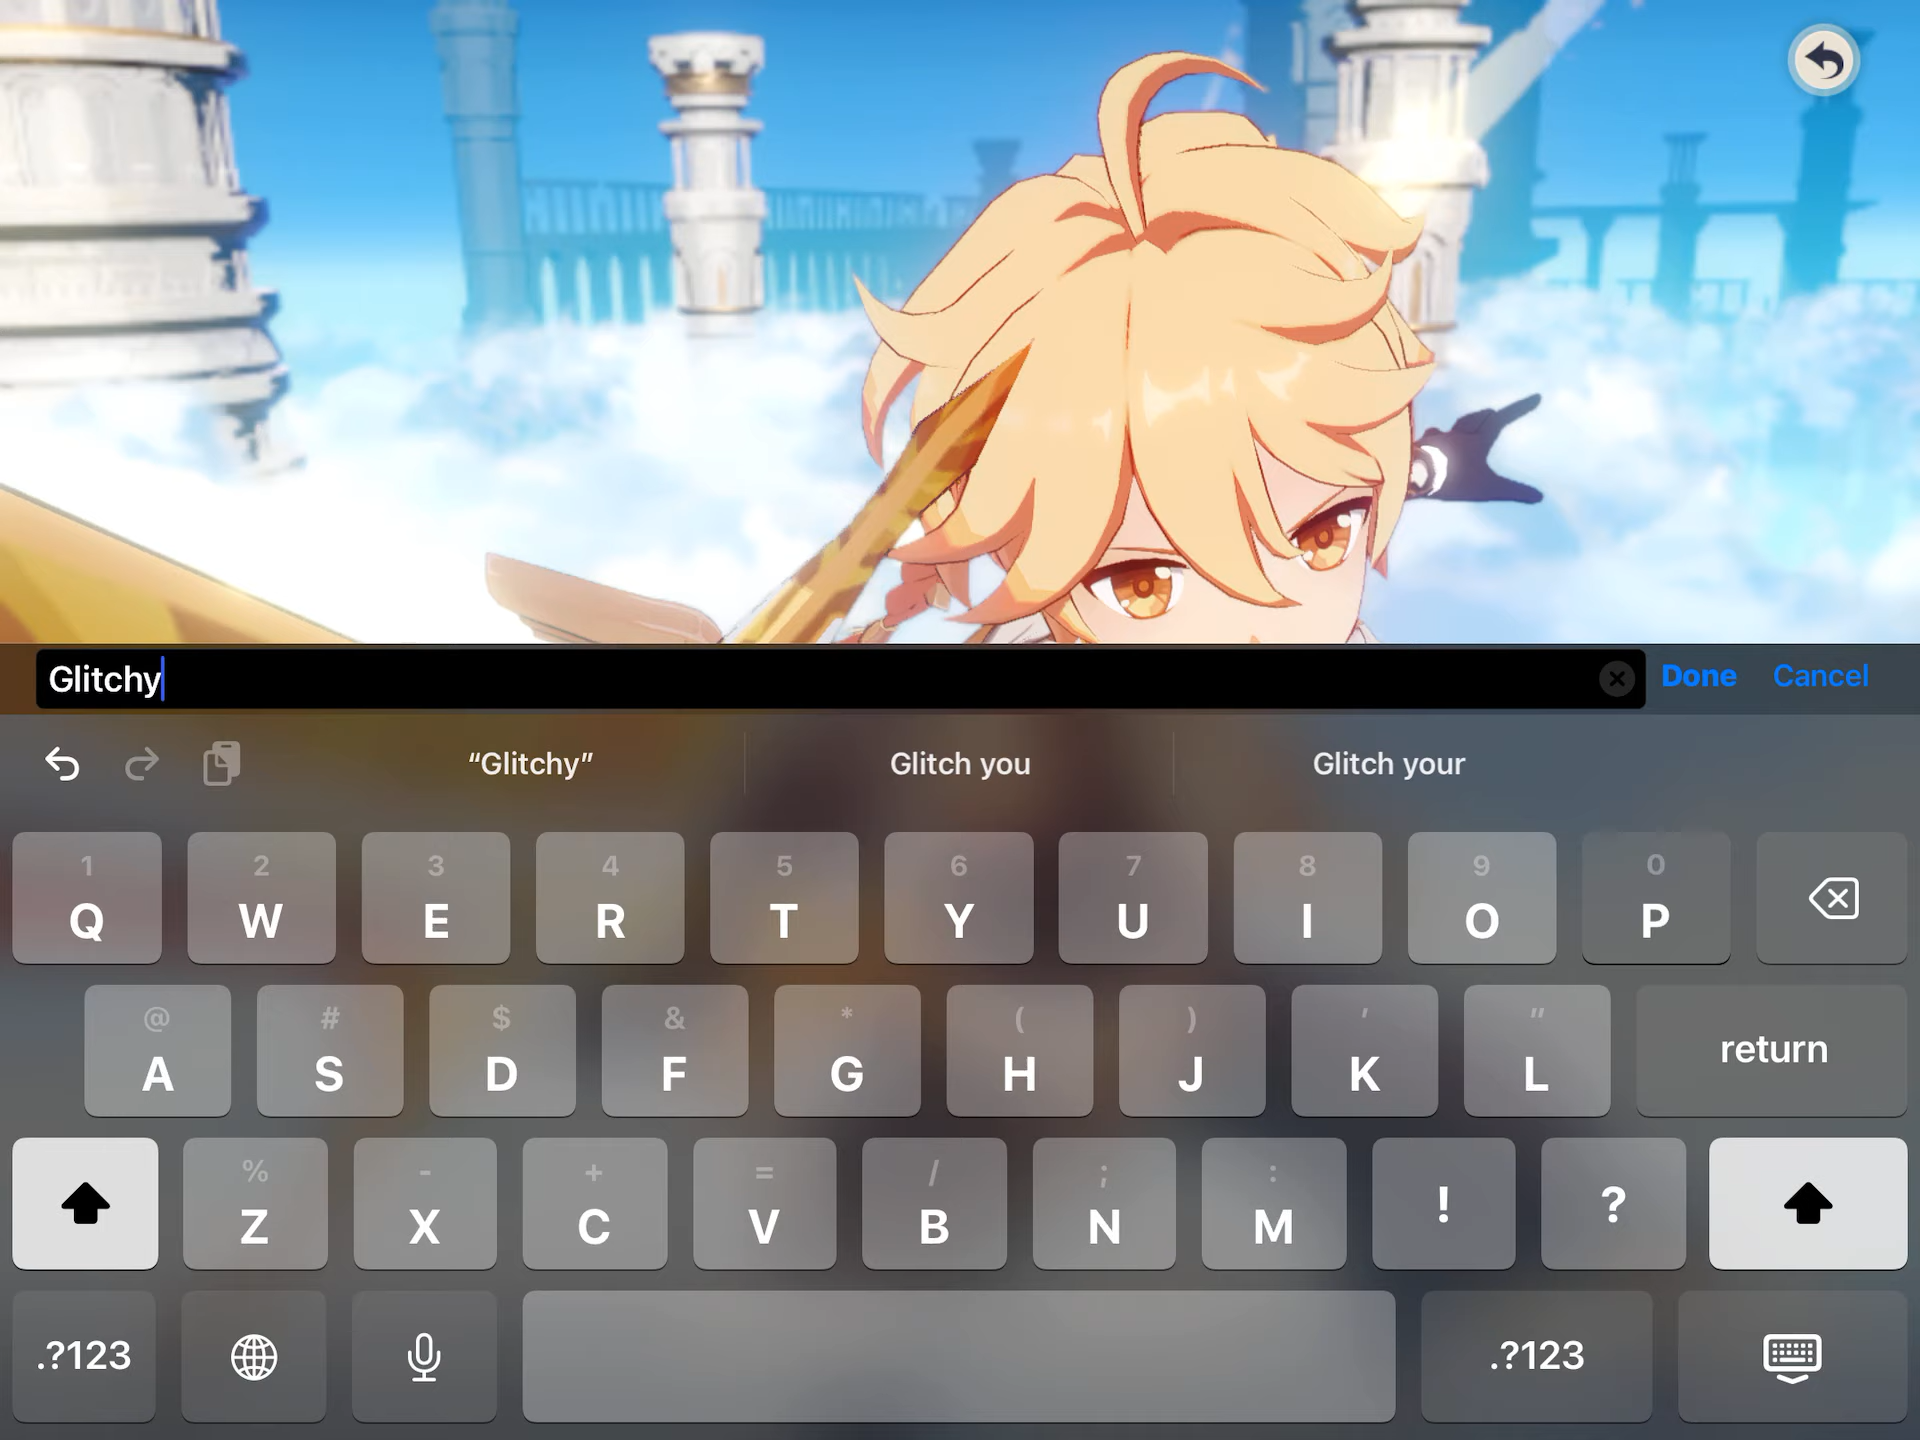 Glitchy
Done Cancel
“Glitchy” Glitch you Glitch your
1 2 3 4 5 6 7 8 9 0
Q W E R T Y U I O P
@ # $ & * ( ) ' "
A S D F G H J K L return
% - + = / ; :
Z X C V B N M ! ?
.?123 .?123